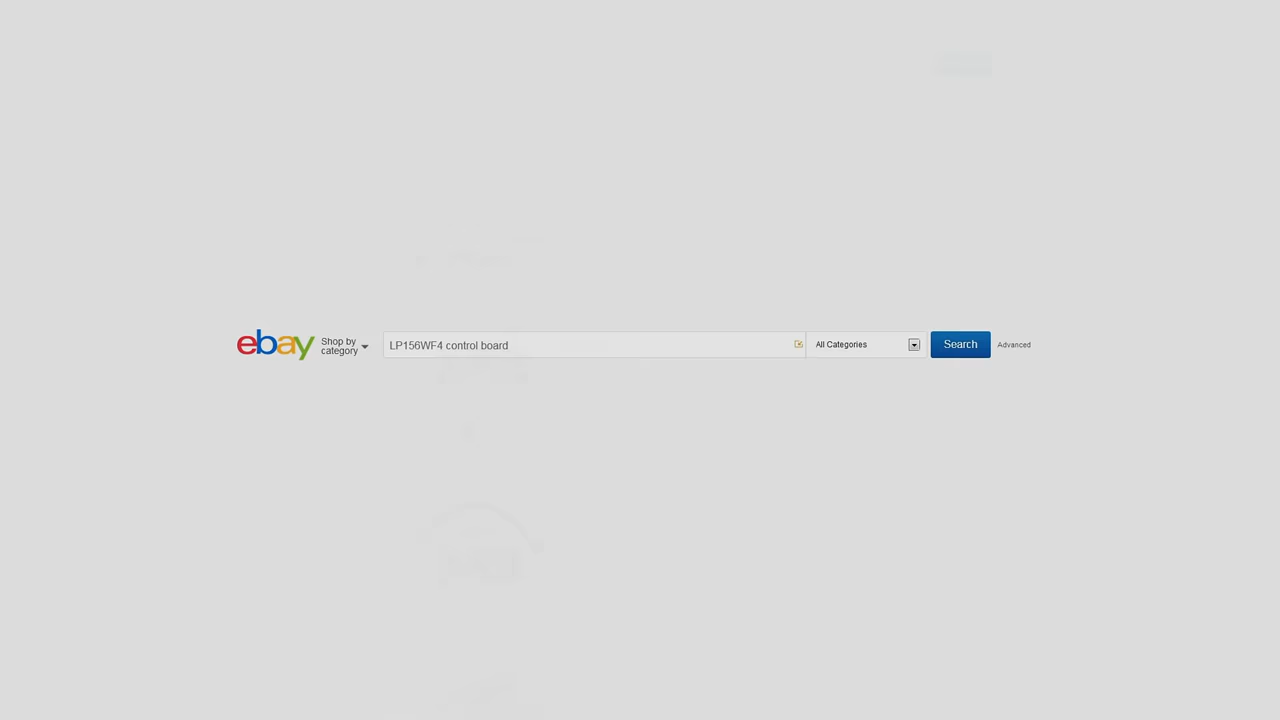 ebay
Shop by
category
LP156WF4 control board
All Categories
Search
Advanced